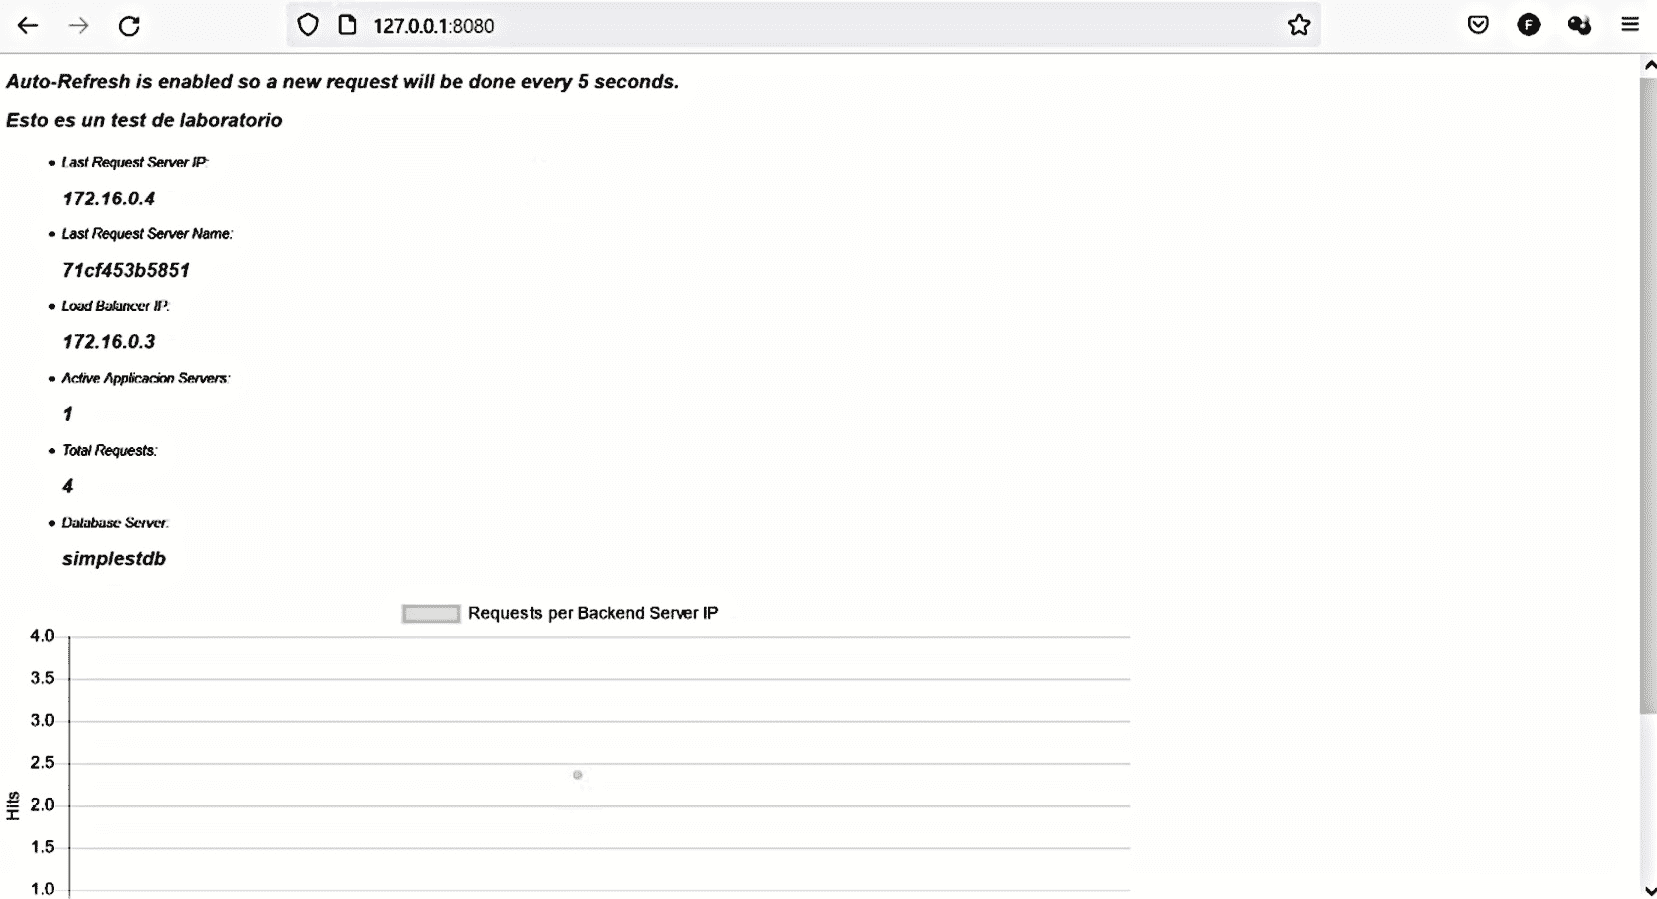 127.0.0.1:8080
F
Auto-Refresh is enabled so a new request will be done every 5 seconds.
Esto es un test de laboratorio
• Last Request Server IP:
172.16.0.4
• Last Request Server Name:
71cf453b5851
• Load Balancer IP:
172.16.0.3
• Active Applicacion Servers:
1
• Total Requests:
4
• Database Server:
simplestdb
Requests per Backend Server IP
4.0
3.5
3.0
2.5
Hits
2.0
1.5
1.0